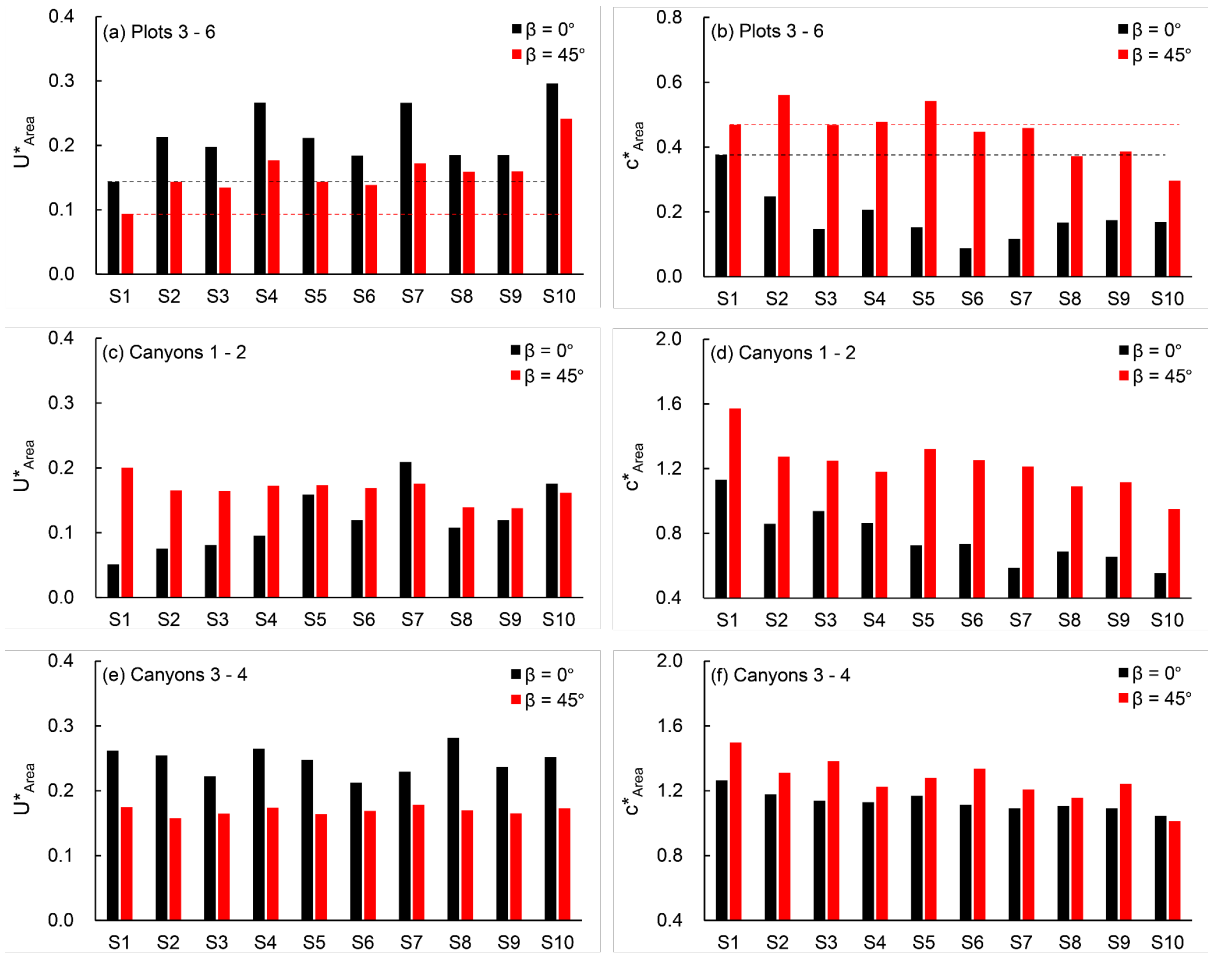 (a) Plots 3 - 6
β = 0°
β = 45°
U*Area
0.4
0.3
0.2
0.1
0.0
S1 S2 S3 S4 S5 S6 S7 S8 S9 S10
(b) Plots 3 - 6
β = 0°
β = 45°
c*Area
0.8
0.6
0.4
0.2
0.0
S1 S2 S3 S4 S5 S6 S7 S8 S9 S10
(c) Canyons 1 - 2
β = 0°
β = 45°
U*Area
0.4
0.3
0.2
0.1
0.0
S1 S2 S3 S4 S5 S6 S7 S8 S9 S10
(d) Canyons 1 - 2
β = 0°
β = 45°
c*Area
2.0
1.6
1.2
0.8
0.4
S1 S2 S3 S4 S5 S6 S7 S8 S9 S10
(e) Canyons 3 - 4
β = 0°
β = 45°
U*Area
0.4
0.3
0.2
0.1
0.0
S1 S2 S3 S4 S5 S6 S7 S8 S9 S10
(f) Canyons 3 - 4
β = 0°
β = 45°
c*Area
2.0
1.6
1.2
0.8
0.4
S1 S2 S3 S4 S5 S6 S7 S8 S9 S10